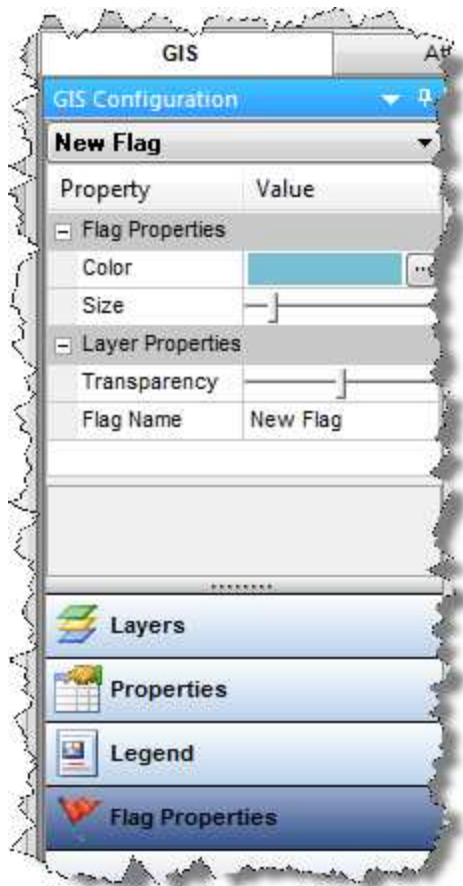 GIS
GIS Configuration
New Flag
Property Value
Flag Properties
Color
Size
Layer Properties
Transparency
Flag Name New Flag
Layers
Properties
Legend
Flag Properties